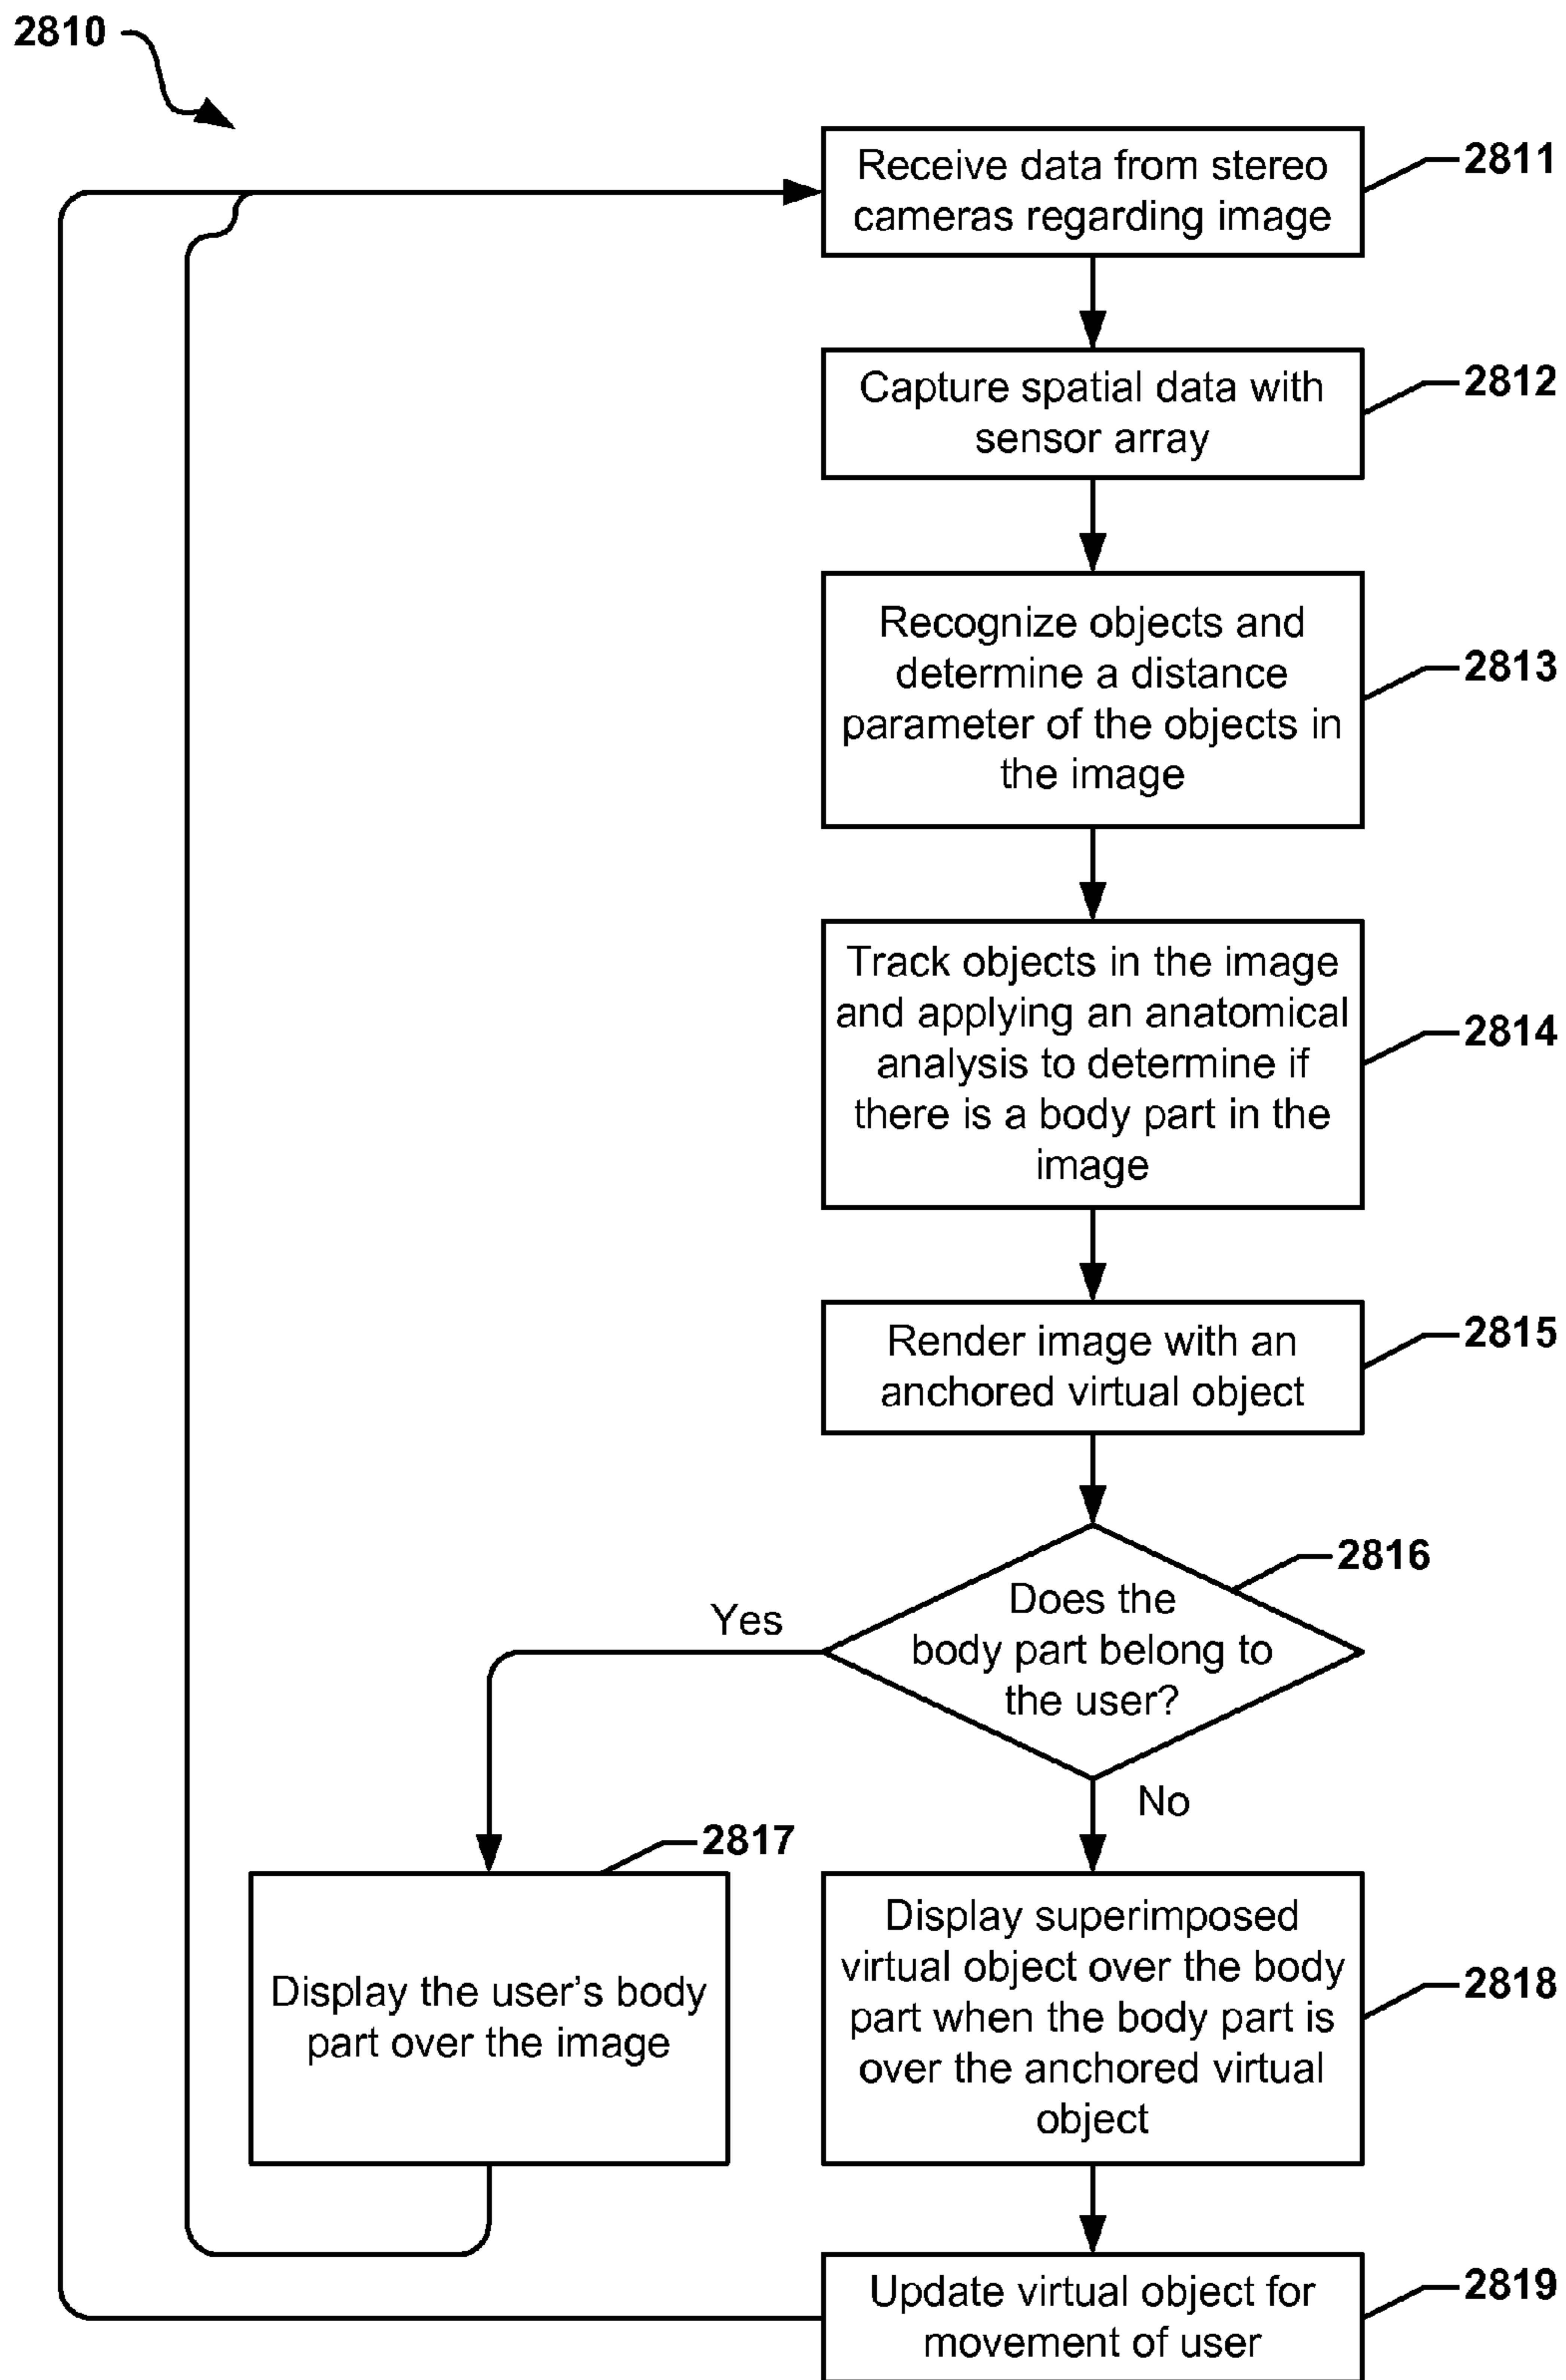 2810
Receive data from stereo
cameras regarding image
2811
Capture spatial data with
sensor array
2812
Recognize objects and
determine a distance
parameter of the objects in
the image
2813
Track objects in the image
and applying an anatomical
analysis to determine if
there is a body part in the
image
2814
Render image with an
anchored virtual object
2815
Does the
body part belong to
the user?
2816
Yes
No
2817
Display the user’s body
part over the image
Display superimposed
virtual object over the body
part when the body part is
over the anchored virtual
object
2818
Update virtual object for
movement of user
2819